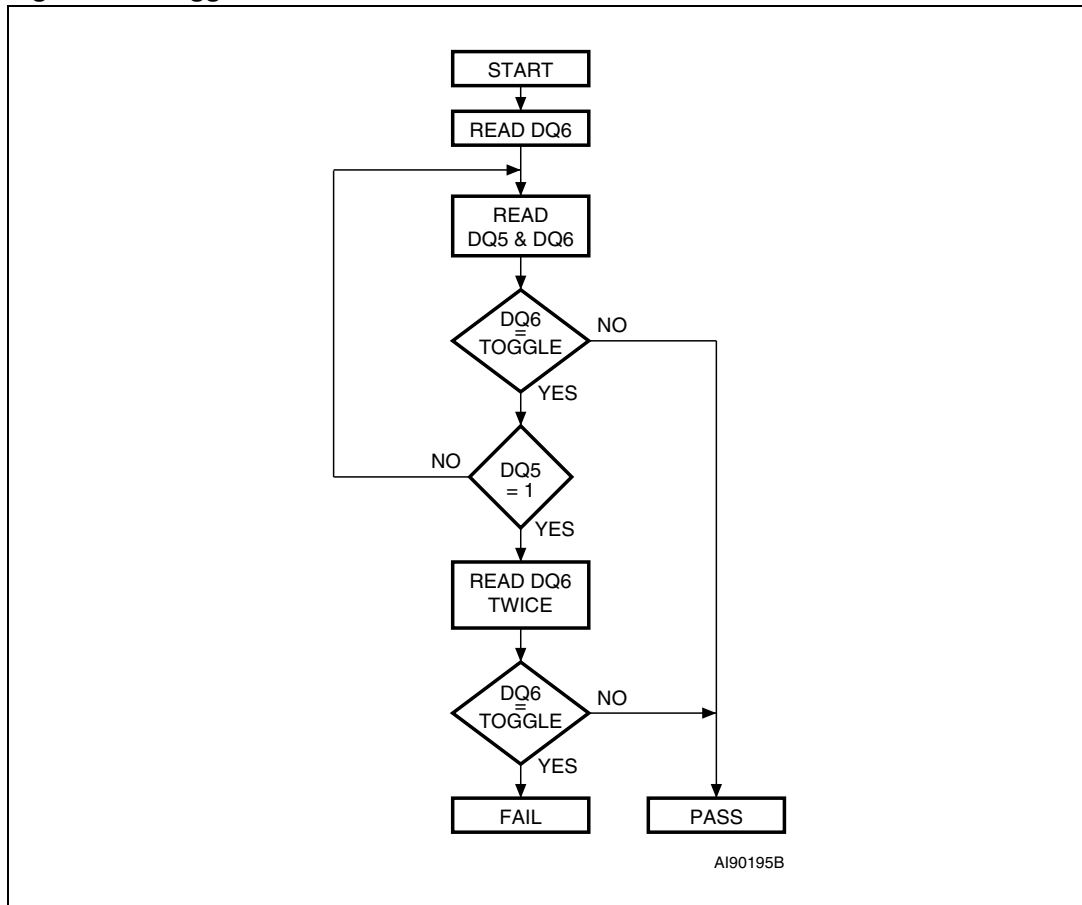 START
READ DQ6
READ
DQ5 & DQ6
DQ6
=
TOGGLE
NO
YES
NO
DQ5
= 1
YES
READ DQ6
TWICE
DQ6
=
TOGGLE
NO
YES
FAIL
PASS
AI90195B